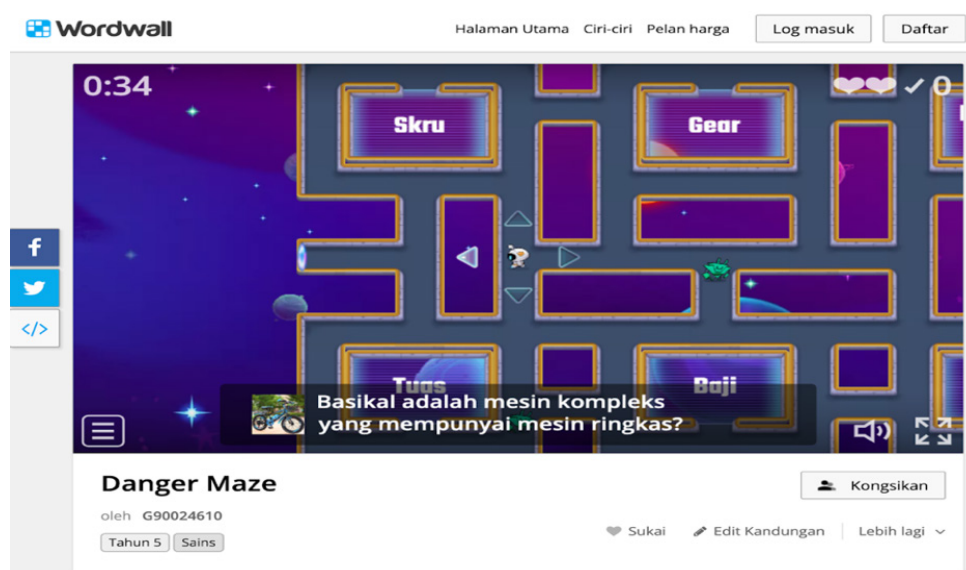 Wordwall
Halaman Utama Ciri-ciri Pelan harga Log masuk Daftar
0:34
0
Skru
Gear
Tuas
Baji
Basikal adalah mesin kompleks
yang mempunyai mesin ringkas?
f
</>
Danger Maze
Kongsikan
oleh G90024610
Sukai Edit Kandungan Lebih lagi
Tahun 5 Sains